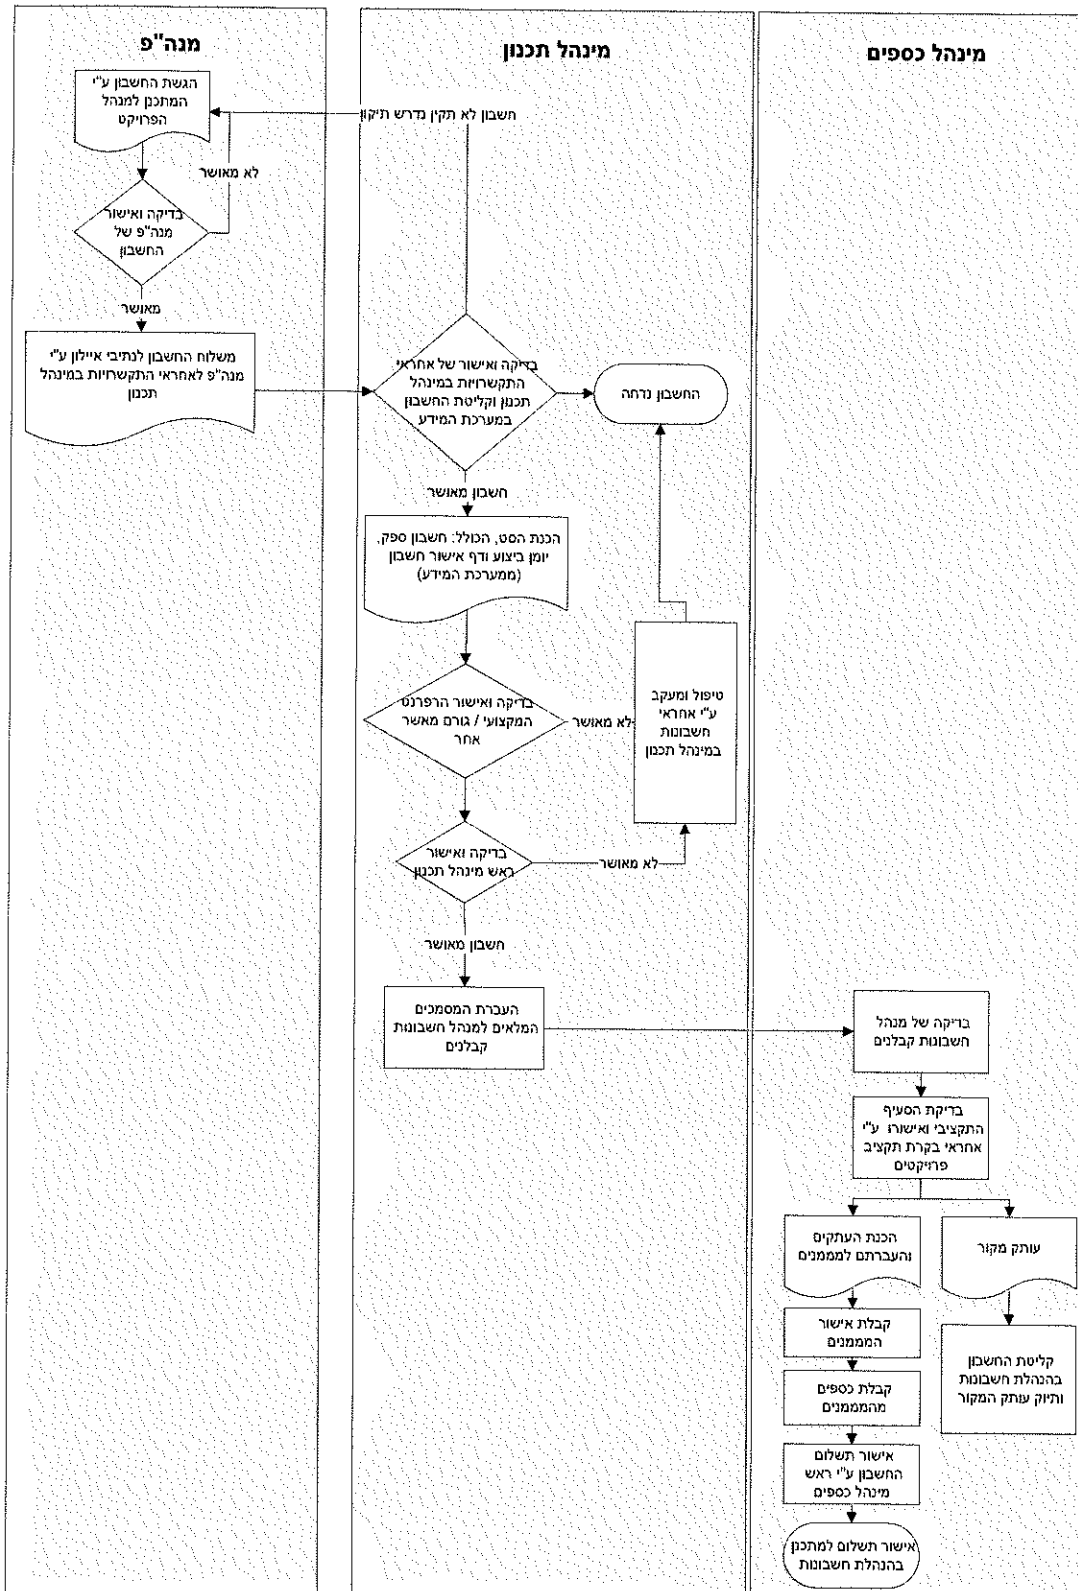 מנה"פ
הגשת החשבון ע"י
המתכנן למנהל
הפרויקט
לא מאושר
בדיקה ואישור
מנה"פ של
החשבון
מאושר
משלוח החשבון לנתיבי איילון ע"י
מנה"פ לאחראי התקשרויות במינהל
תכנון
מינהל תכנון
חשבון לא תקין נדרש תיקון
בדיקה ואישור של אחראי
התקשרויות במינהל
תכנון וקליטת החשבון
במערכת המידע
החשבון נדחה
חשבון מאושר
הכנת הסט, הכולל: חשבון ספק,
יומן ביצוע ודף אישור חשבון
(ממערכת המידע)
בדיקה ואישור הרפרנט
המקצועי / גורם מאשר
אחר
לא מאושר
טיפול ומעקב
ע"י אחראי
חשבונות
במינהל תכנון
בדיקה ואישור
ראש מינהל תכנון
לא מאושר
חשבון מאושר
העברת המסמכים
המלאים למנהל חשבונות
קבלנים
מינהל כספים
בדיקה של מנהל
חשבונות קבלנים
בדיקת הסעיף
התקציבי ואישורו ע"י
אחראי בקרת תקציב
פרויקטים
הכנת העתקים
והעברתם למממנים
קבלת אישור
המממנים
קבלת כספים
מהמממנים
אישור תשלום
החשבון ע"י ראש
מינהל כספים
אישור תשלום למתכנן
בהנהלת חשבונות
עותק מקור
קליטת החשבון
בהנהלת חשבונות
ותיוק עותק המקור